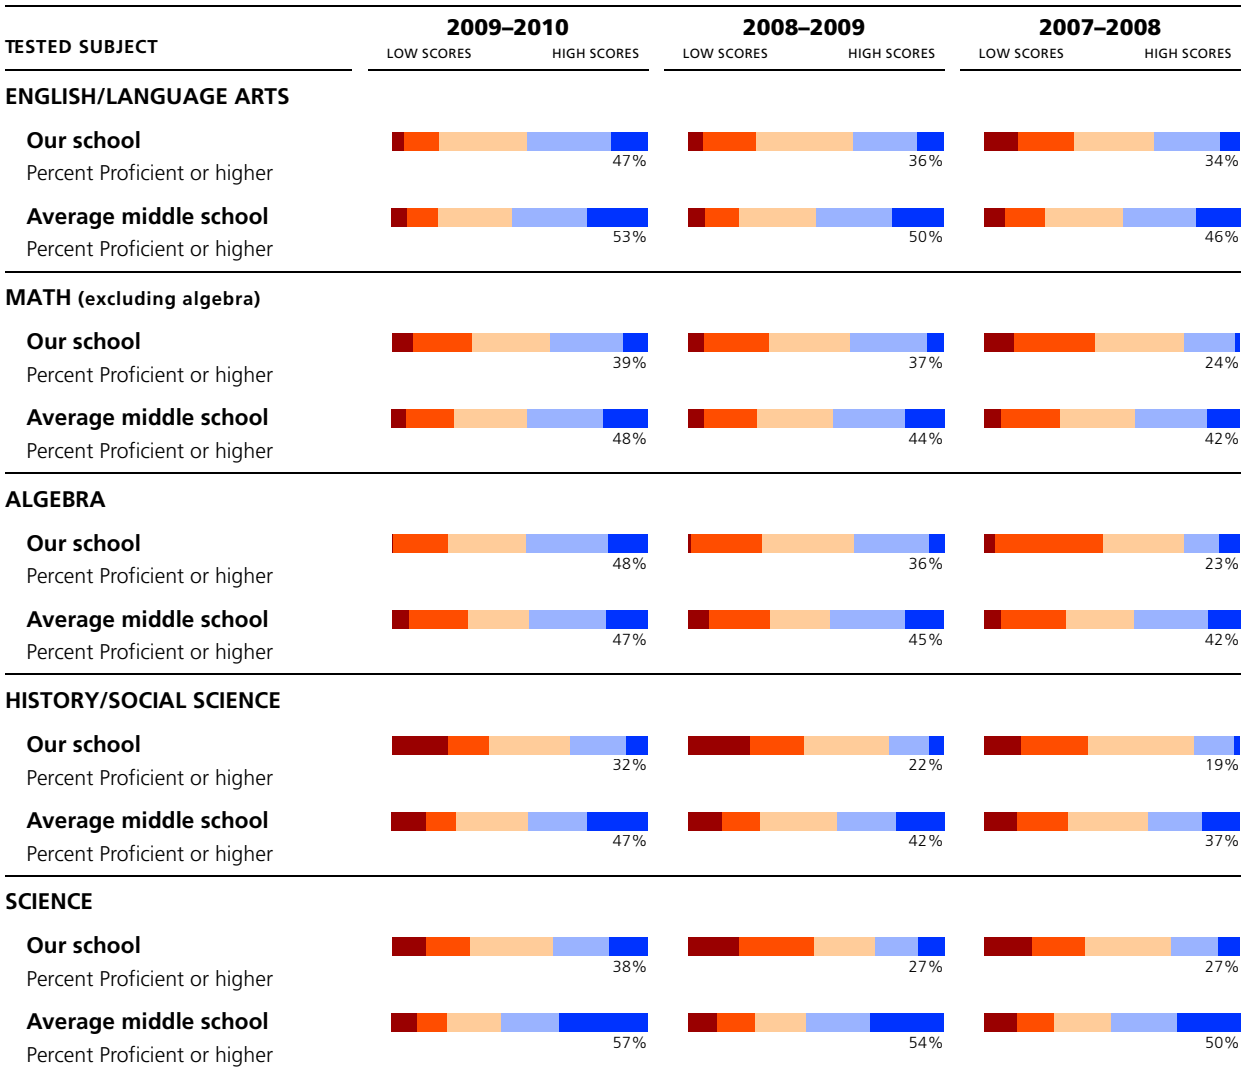 2009–2010 2008–2009 2007–2008
TESTED SUBJECT LOW SCORES HIGH SCORES LOW SCORES HIGH SCORES LOW SCORES HIGH SCORES
ENGLISH/LANGUAGE ARTS
Our school
47% 36% 34%
Percent Proficient or higher
Average middle school
53% 50% 46%
Percent Proficient or higher
MATH (excluding algebra)
Our school
39% 37% 24%
Percent Proficient or higher
Average middle school
48% 44% 42%
Percent Proficient or higher
ALGEBRA
Our school
48% 36% 23%
Percent Proficient or higher
Average middle school
47% 45% 42%
Percent Proficient or higher
HISTORY/SOCIAL SCIENCE
Our school
32% 22% 19%
Percent Proficient or higher
Average middle school
47% 42% 37%
Percent Proficient or higher
SCIENCE
Our school
38% 27% 27%
Percent Proficient or higher
Average middle school
57% 54% 50%
Percent Proficient or higher